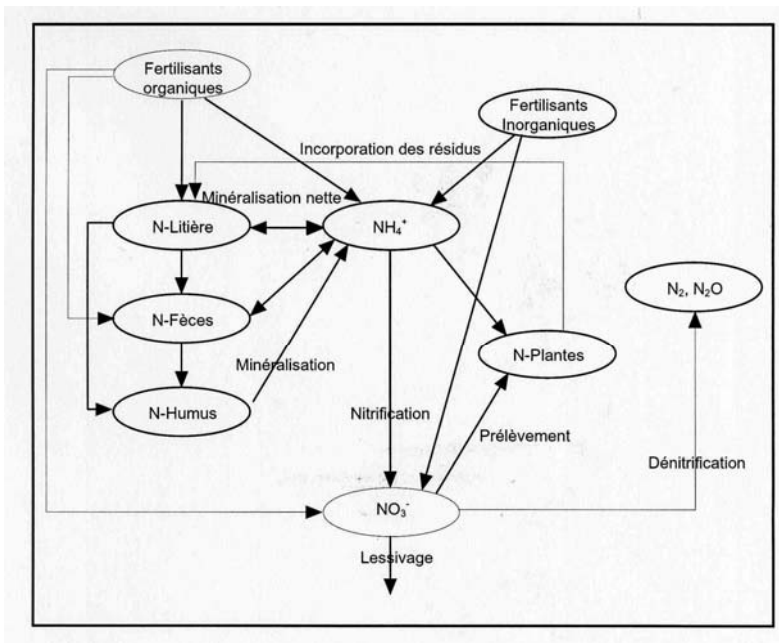 Fertilisants
organiques
Fertilisants
Inorganiques
Incorporation des résidus
Minéralisation nette
N-Litière
NH₄⁺
N₂, N₂O
N-Fèces
N-Plantes
Minéralisation
N-Humus
Nitrification
Prélèvement
Dénitrification
NO₃⁻
Lessivage